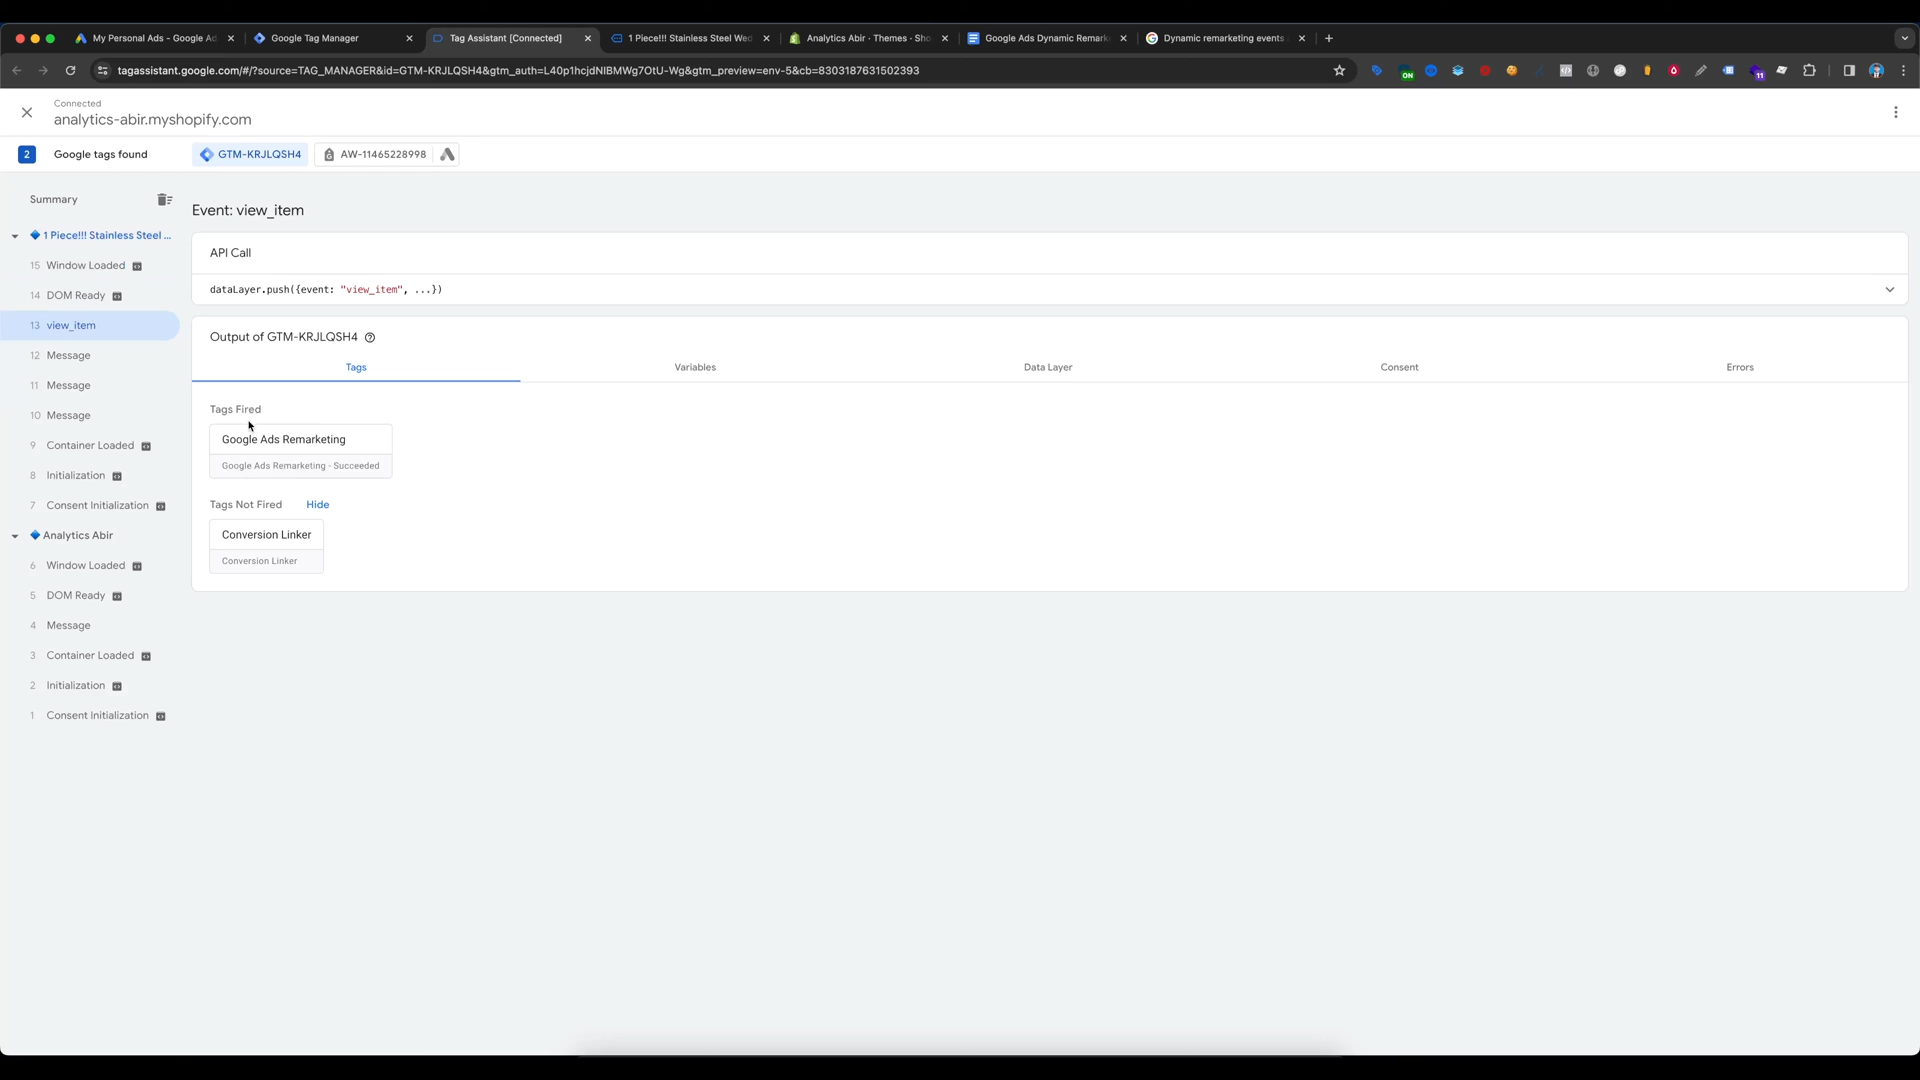 My Personal Ads - Google Ad
Google Tag Manager
Tag Assistant [Connected]
1 Piece!!! Stainless Steel Wed
Analytics Abir · Themes · Sho
Google Ads Dynamic Remark
Dynamic remarketing events
tagassistant.google.com/#/?source=TAG_MANAGER&id=GTM-KRJLQSH4&gtm_auth=L40p1hcjdNIBMWg7OtU-Wg&gtm_preview=env-5&cb=8303187631502393
ON
11
Connected
analytics-abir.myshopify.com
2 Google tags found
GTM-KRJLQSH4
AW-11465228998
Summary
1 Piece!!! Stainless Steel ...
15 Window Loaded
14 DOM Ready
13 view_item
12 Message
11 Message
10 Message
9 Container Loaded
8 Initialization
7 Consent Initialization
Analytics Abir
6 Window Loaded
5 DOM Ready
4 Message
3 Container Loaded
2 Initialization
1 Consent Initialization
Event: view_item
API Call
dataLayer.push({event: "view_item", ...})
Output of GTM-KRJLQSH4
Tags Variables Data Layer Consent Errors
Tags Fired
Google Ads Remarketing
Google Ads Remarketing - Succeeded
Tags Not Fired Hide
Conversion Linker
Conversion Linker